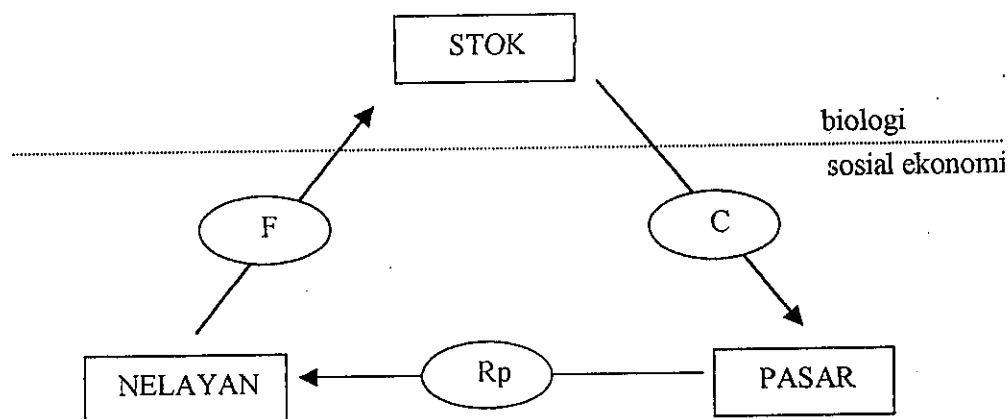 STOK
biologi
sosial ekonomi
F
C
NELAYAN
Rp
PASAR